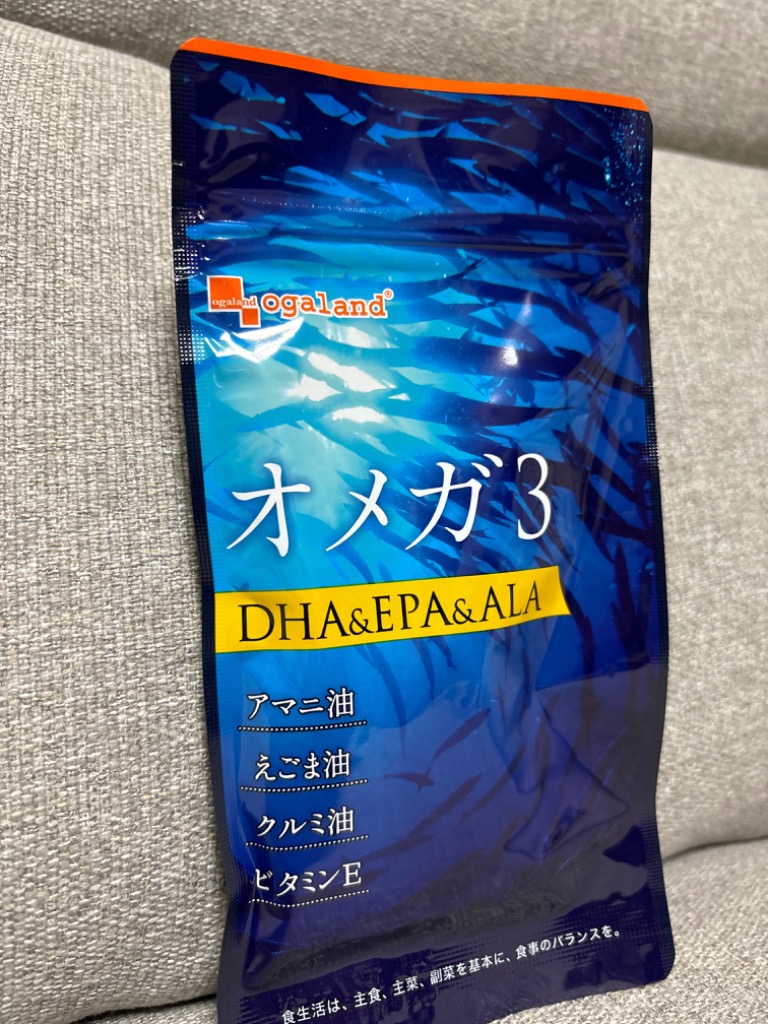 ogaland ogaland®
オメガ3
DHA&EPA&ALA
アマニ油
えごま油
クルミ油
ビタミンE
食生活は、主食、主菜、副菜を基本に、食事のバランスを。